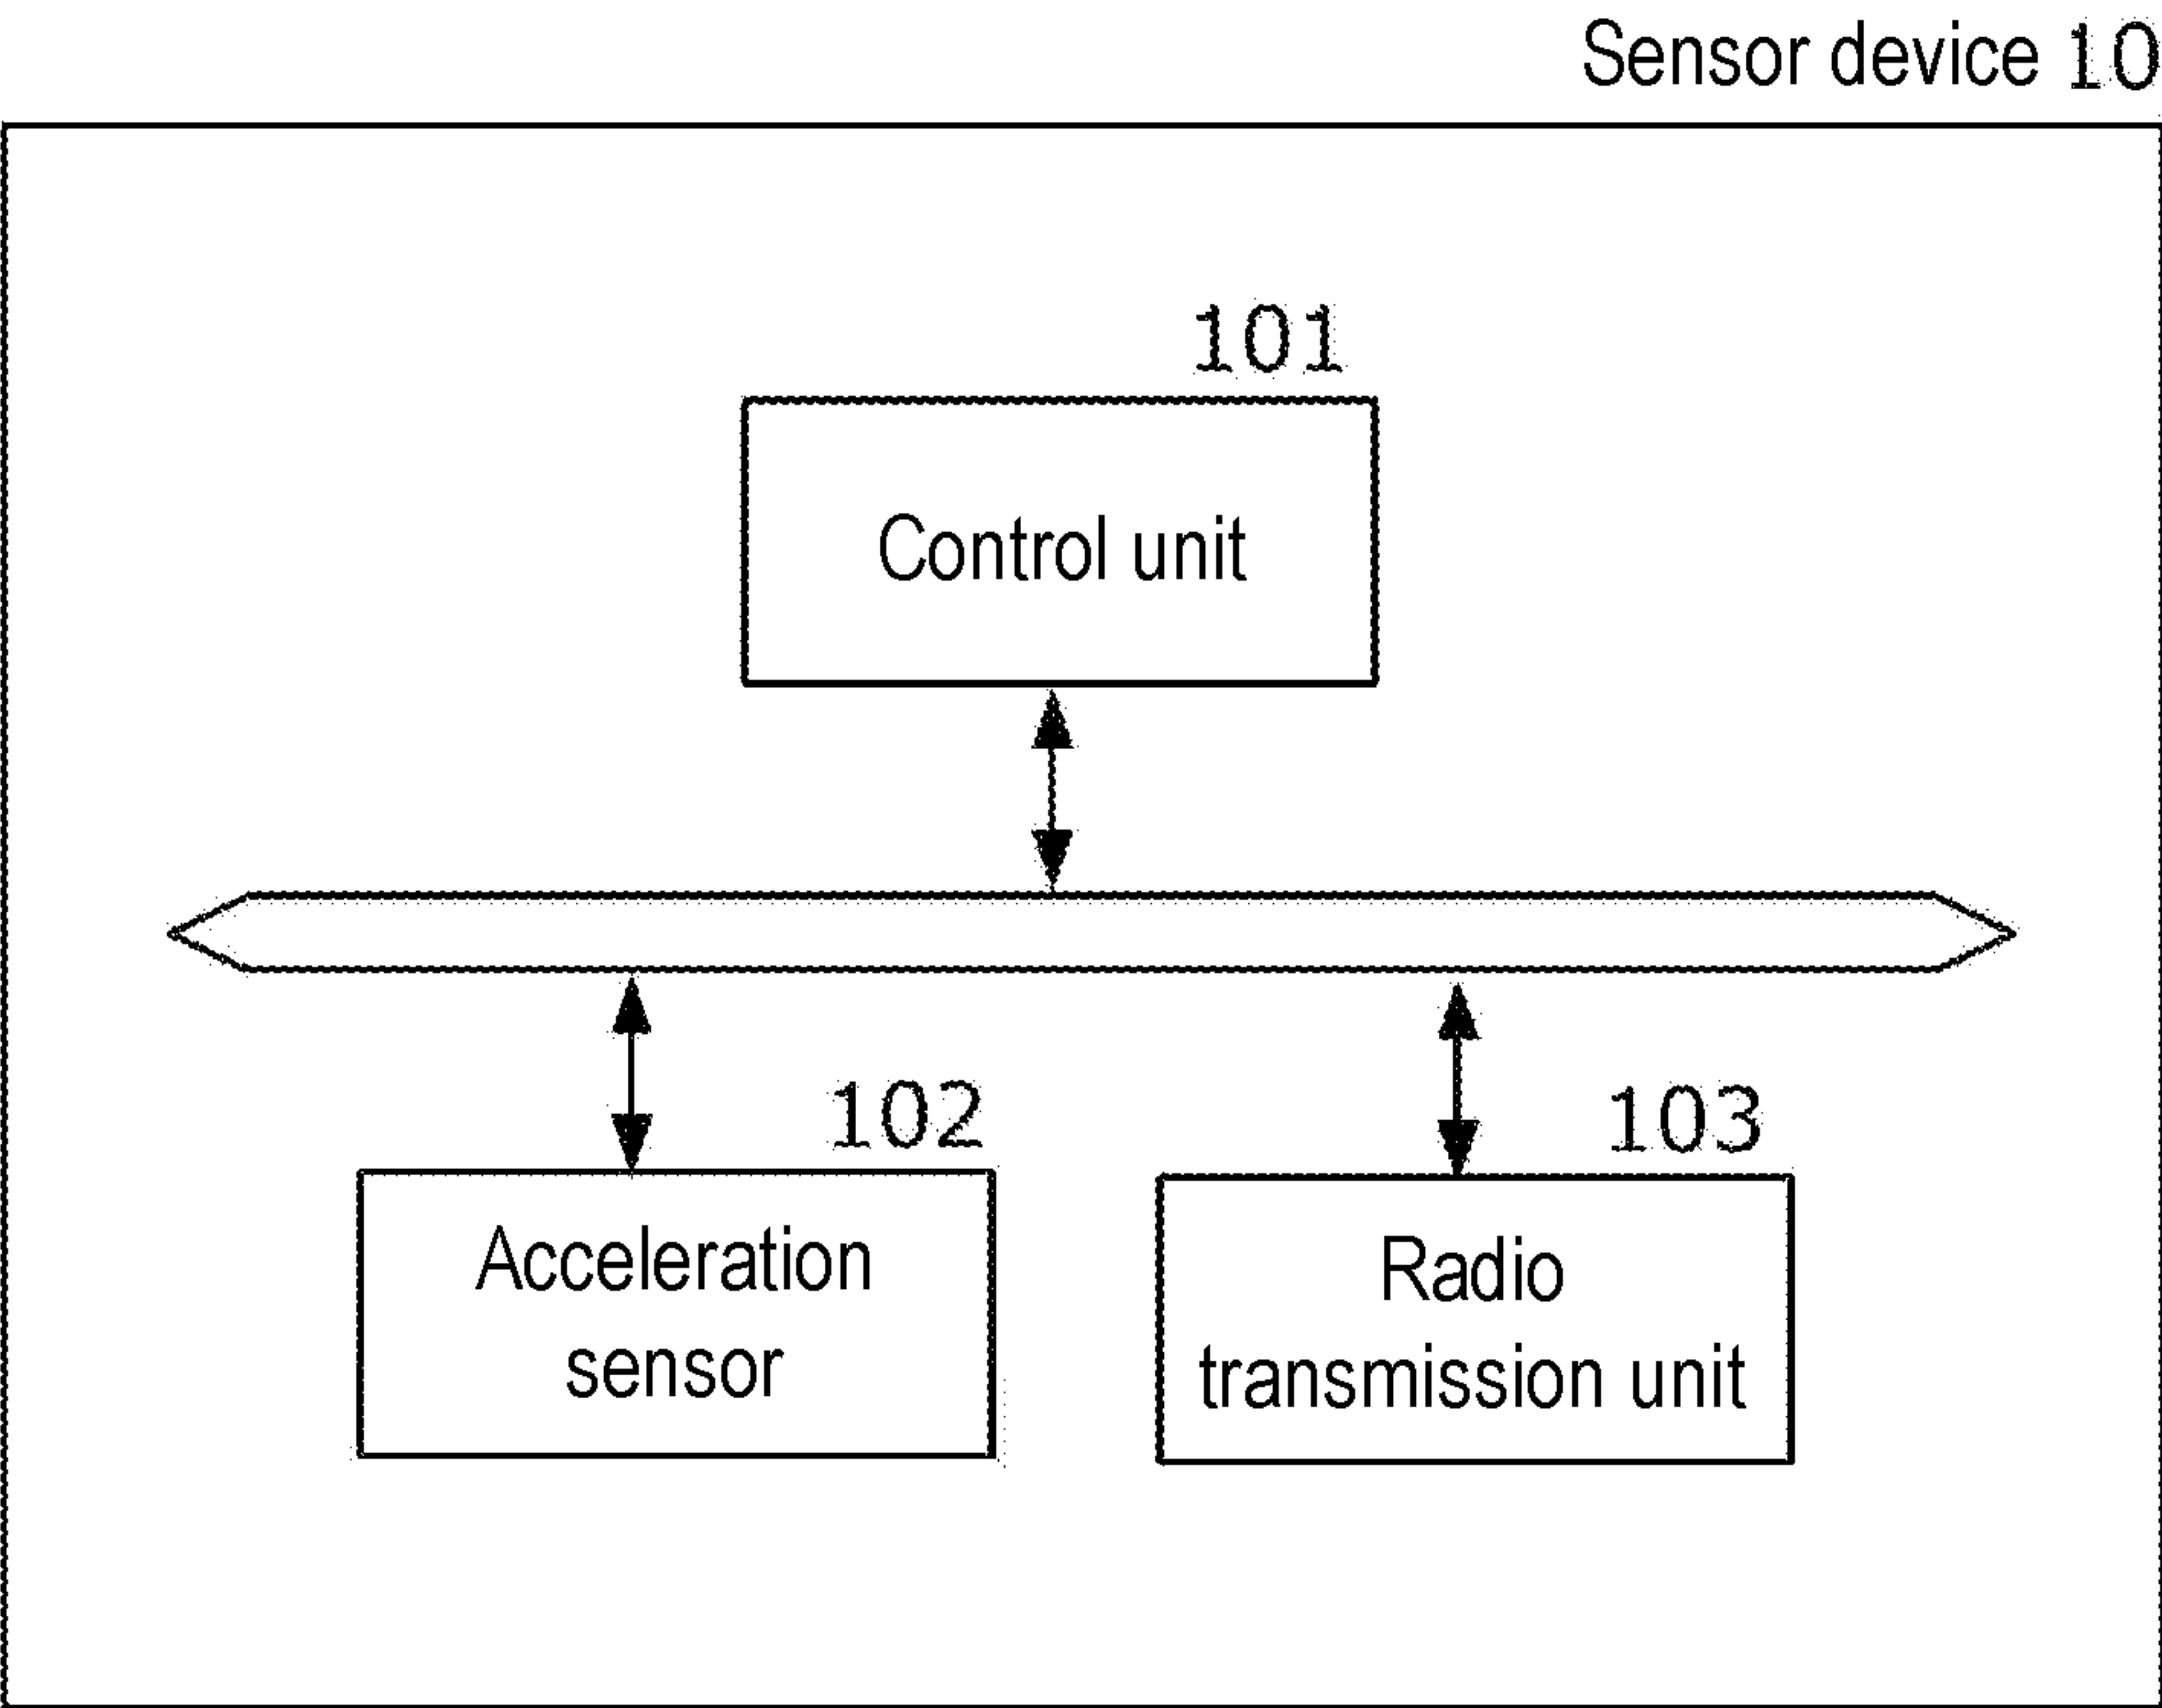 Sensor device 10
101
Control unit
102
103
Acceleration
sensor
Radio
transmission unit